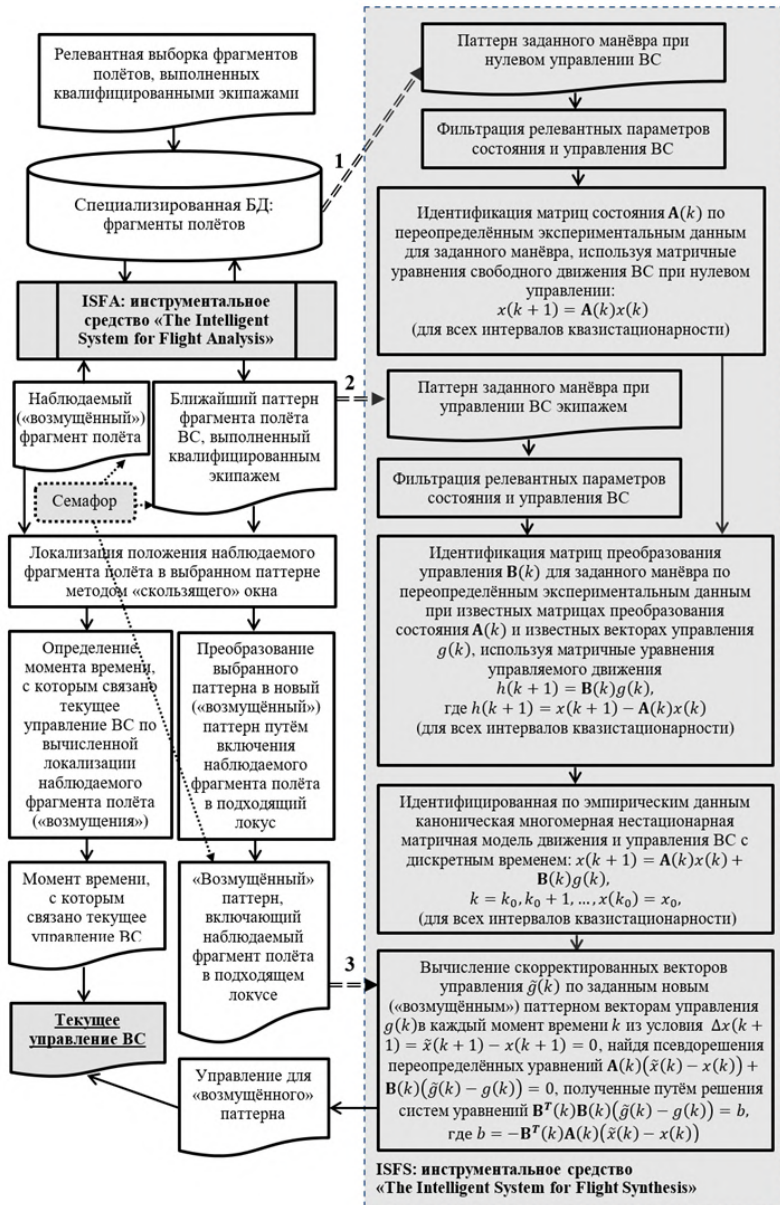 Релевантная выборка фрагментов
полётов, выполненных
квалифицированными экипажами
1
Специализированная БД:
фрагменты полётов
ISFA: инструментальное
средство «The Intelligent
System for Flight Analysis»
Наблюдаемый
(«возмущённый»)
фрагмент полёта
Ближайший паттерн
фрагмента полёта
ВС, выполненный
квалифицированным
экипажем
2
Семафор
Локализация положения наблюдаемого
фрагмента полёта в выбранном паттерне
методом «скользящего» окна
Определение
момента времени,
с которым связано
текущее
управление ВС по
вычисленной
локализации
наблюдаемого
фрагмента полёта
(«возмущения»)
Преобразование
выбранного
паттерна в новый
(«возмущённый»)
паттерн путём
включения
наблюдаемого
фрагмента полёта
в подходящий
локус
Момент времени,
с которым
связано текущее
управление ВС
«Возмущённый»
паттерн,
включающий
наблюдаемый
фрагмент полёта
в подходящем
локусе
3
Текущее
управление ВС
Управление для
«возмущённого»
паттерна
Паттерн заданного манёвра при
нулевом управлении ВС
Фильтрация релевантных параметров
состояния и управления ВС
Идентификация матриц состояния A(k) по
переопределённым экспериментальным данным
для заданного манёвра, используя матричные
уравнения свободного движения ВС при нулевом
управлении:
x(k + 1) = A(k)x(k)
(для всех интервалов квазистационарности)
Паттерн заданного манёвра при
управлении ВС экипажем
Фильтрация релевантных параметров
состояния и управления ВС
Идентификация матриц преобразования
управления B(k) для заданного манёвра по
переопределённым экспериментальным данным
при известных матрицах преобразования
состояния A(k) и известных векторах управления
g(k), используя матричные уравнения
управляемого движения
h(k + 1) = B(k)g(k),
где h(k + 1) = x(k + 1) − A(k)x(k)
(для всех интервалов квазистационарности)
Идентифицированная по эмпирическим данным
каноническая многомерная нестационарная
матричная модель движения и управления ВС с
дискретным временем: x(k + 1) = A(k)x(k) +
B(k)g(k),
k = k₀, k₀ + 1, …, x(k₀) = x₀,
(для всех интервалов квазистационарности)
Вычисление скорректированных векторов
управления g̃(k) по заданным новым
(«возмущённым») паттерном векторам управления
g(k)в каждый момент времени k из условия Δx(k +
1) = x̃(k + 1) − x(k + 1) = 0, найдя псевдорешения
переопределённых уравнений A(k)(x̃(k) − x(k)) +
B(k)(g̃(k) − g(k)) = 0, полученные путём решения
систем уравнений Bᵀ(k)B(k)(g̃(k) − g(k)) = b,
где b = −Bᵀ(k)A(k)(x̃(k) − x(k))
ISFS: инструментальное средство
«The Intelligent System for Flight Synthesis»